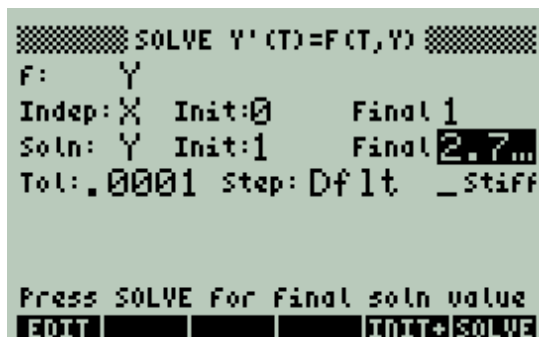 SOLVE Y'(T)=F(T,Y)
F: Y
Indep: X Init:0 Final 1
Soln: Y Init:1 Final 2.7…
Tol:.0001 Step: Dflt _Stiff
Press SOLVE for final soln value
EDIT INIT+ SOLVE